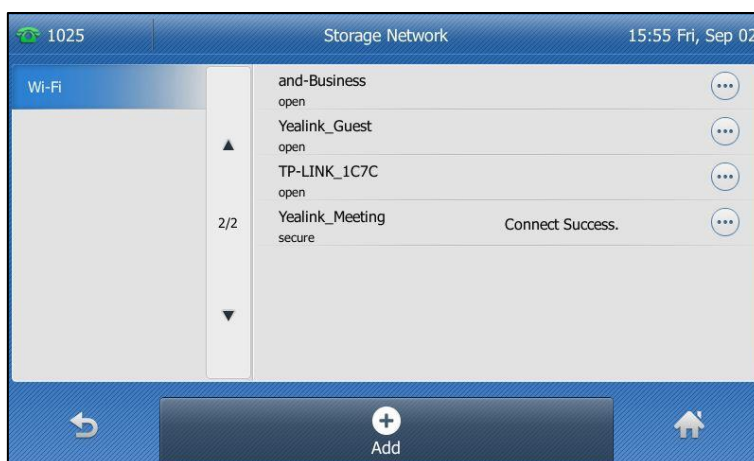 1025 Storage Network 15:55 Fri, Sep 02
Wi-Fi
and-Business
open
Yealink_Guest
open
TP-LINK_1C7C
open
2/2
Yealink_Meeting Connect Success.
secure
Add